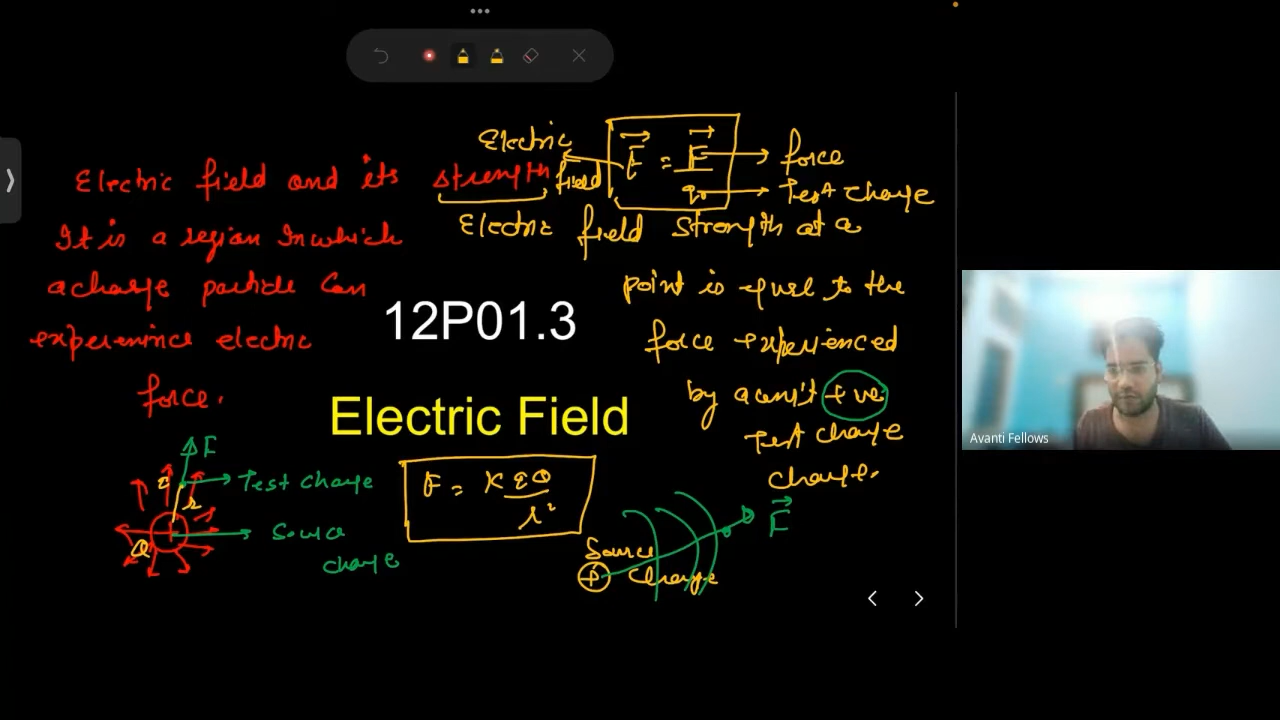 Electric field and its strength
It is a region In which
a charge particle Can
experience electric
force.
F
Test charge
r
Q
Source
charge
12P01.3
Electric Field
F = K q Q
r²
Electric
field
E = F
q₀
force
Test charge
Electric field strength at a
point is equal to the
force experienced
by a unit +ve
Test charge
charge.
Source
+ Charge
F
Avanti Fellows